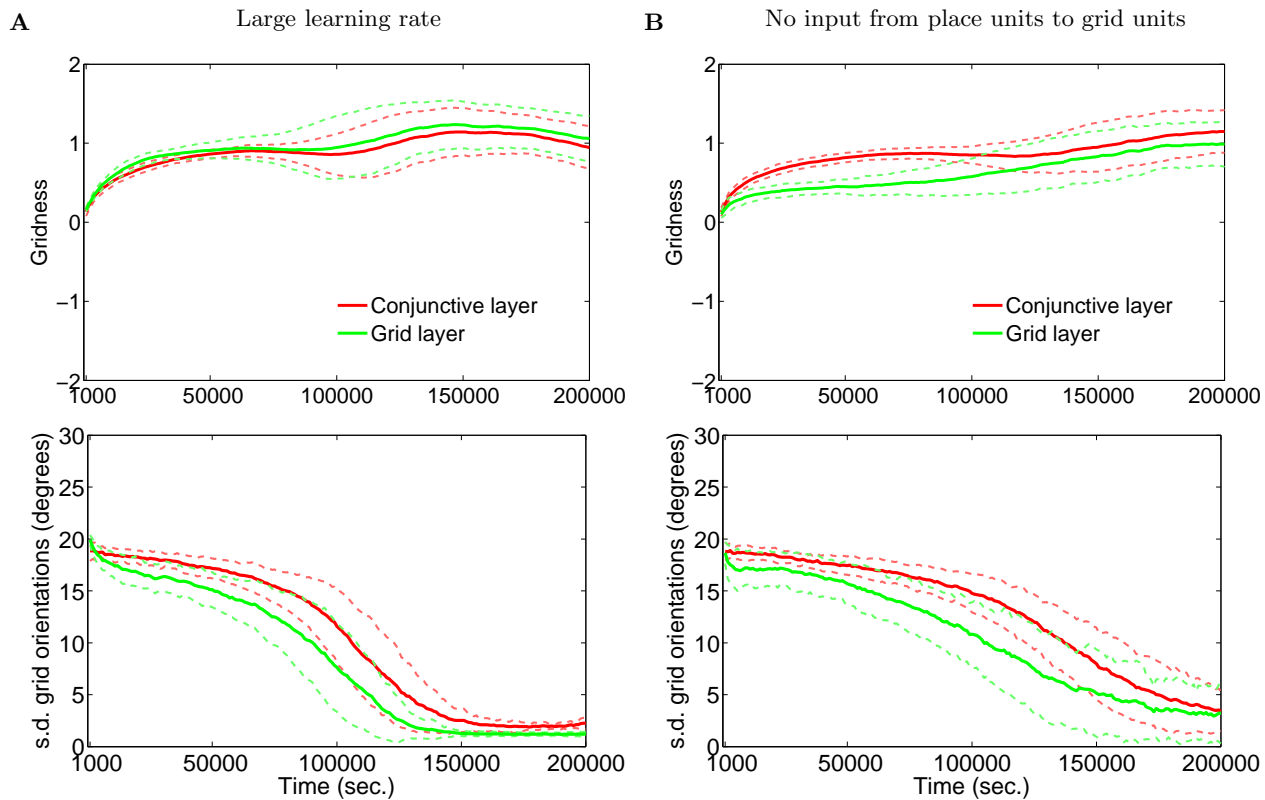 A
Large learning rate
2
1
0
−1
−2
Gridness
Conjunctive layer
Grid layer
1000 50000 100000 150000 200000
30
25
20
15
10
5
0
s.d. grid orientations (degrees)
1000 50000 100000 150000 200000
Time (sec.)
B
No input from place units to grid units
2
1
0
−1
−2
Gridness
Conjunctive layer
Grid layer
1000 50000 100000 150000 200000
30
25
20
15
10
5
0
s.d. grid orientations (degrees)
1000 50000 100000 150000 200000
Time (sec.)